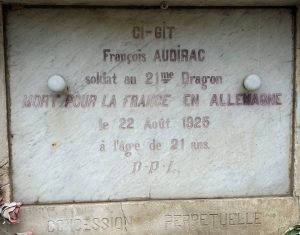 CI-GIT
François AUDIRAC
soldat au 21me Dragon
MORT POUR LA FRANCE EN ALLEMAGNE
le 22 Août 1925
à l'âge de 21 ans.
P.P.L.
CONCESSION PERPETUELLE